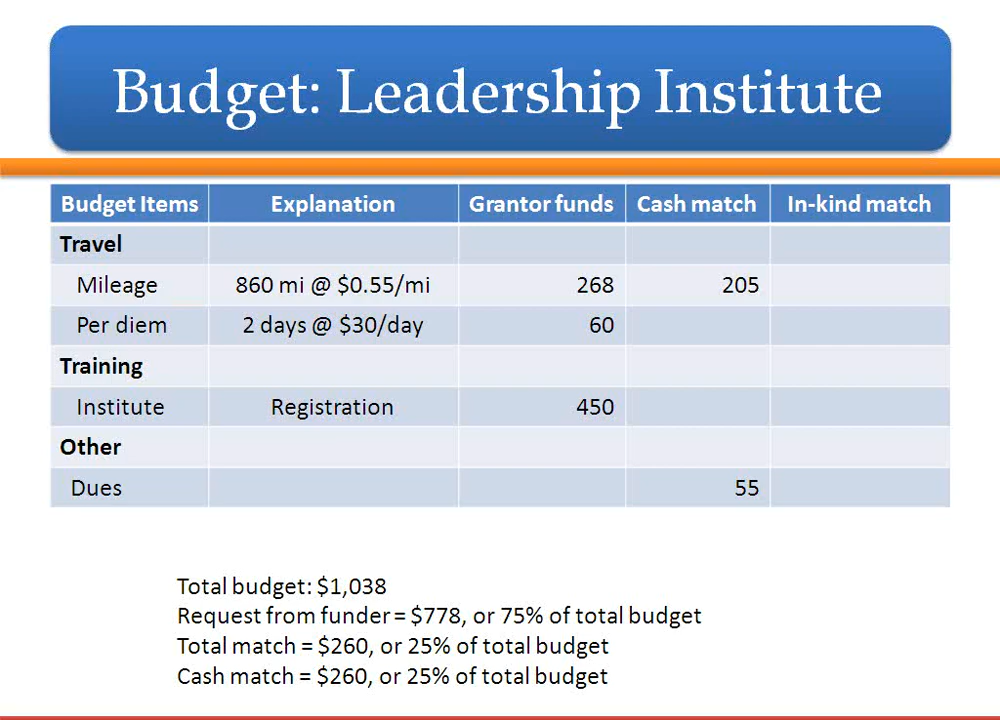 Budget: Leadership Institute
Budget Items Explanation Grantor funds Cash match In-kind match
Travel
Mileage 860 mi @ $0.55/mi 268 205
Per diem 2 days @ $30/day 60
Training
Institute Registration 450
Other
Dues 55
Total budget: $1,038
Request from funder = $778, or 75% of total budget
Total match = $260, or 25% of total budget
Cash match = $260, or 25% of total budget